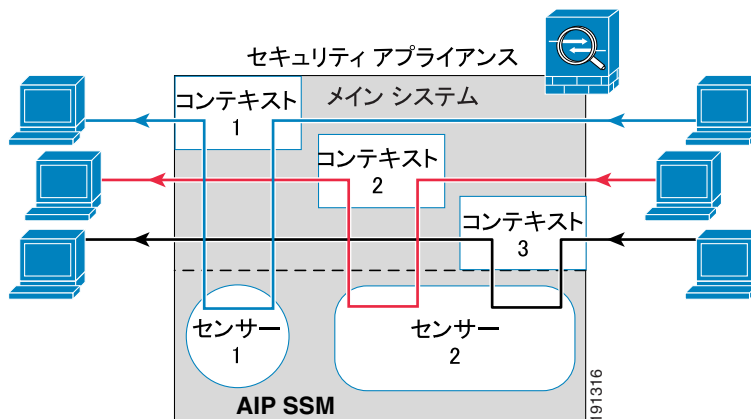 セキュリティ アプライアンス
コンテキスト
1
メイン システム
コンテキスト
2
コンテキスト
3
センサー
1
センサー
2
AIP SSM
191316